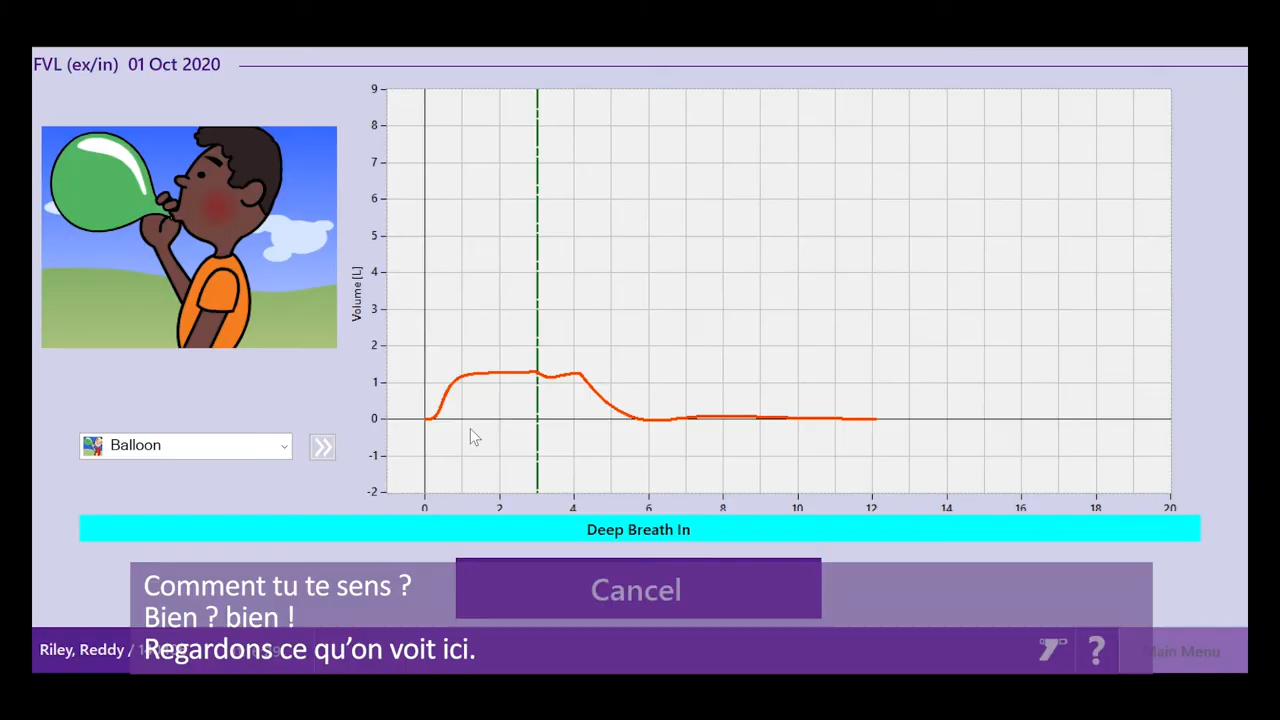 FVL (ex/in) 01 Oct 2020
9
8
7
6
5
4
3
2
1
0
-1
-2
Volume [L]
0 2 4 6 8 10 12 14 16 18 20
Balloon
Deep Breath In
Cancel
Comment tu te sens ?
Bien ? bien !
Regardons ce qu'on voit ici.
Riley, Reddy /
?
Main Menu